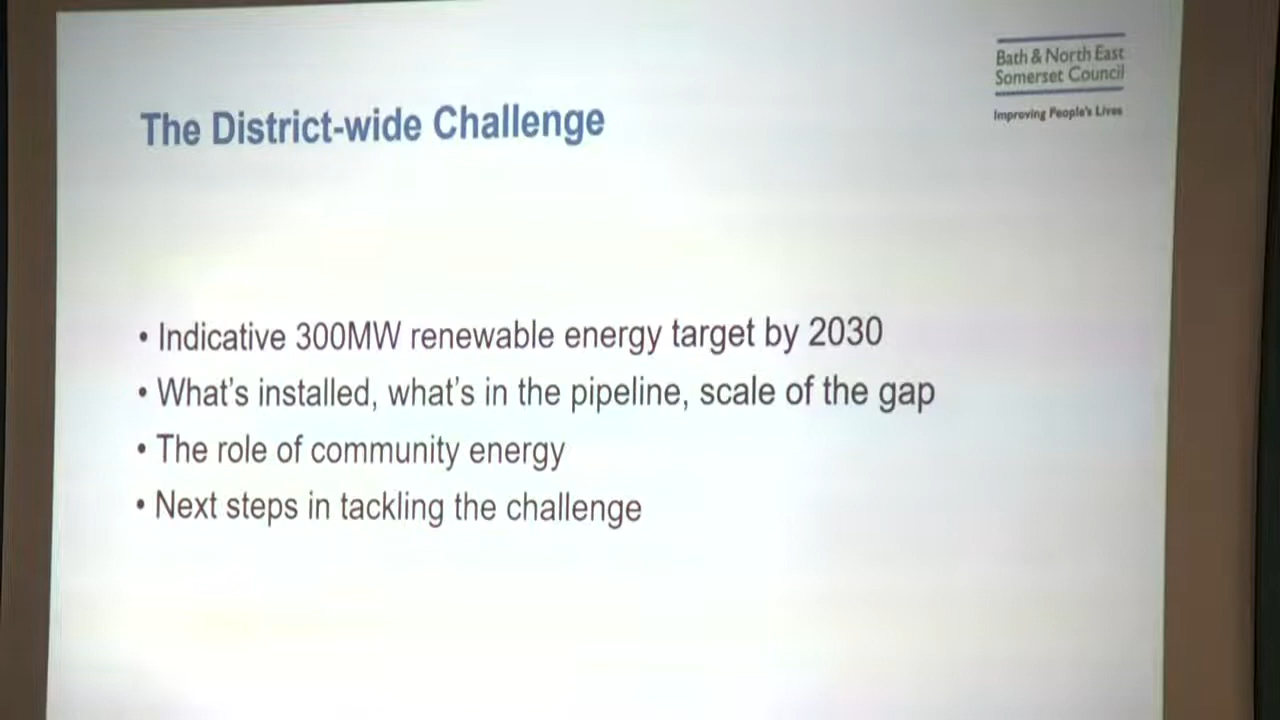 Bath & North East
Somerset Council
Improving People's Lives
The District-wide Challenge
• Indicative 300MW renewable energy target by 2030
• What's installed, what's in the pipeline, scale of the gap
• The role of community energy
• Next steps in tackling the challenge